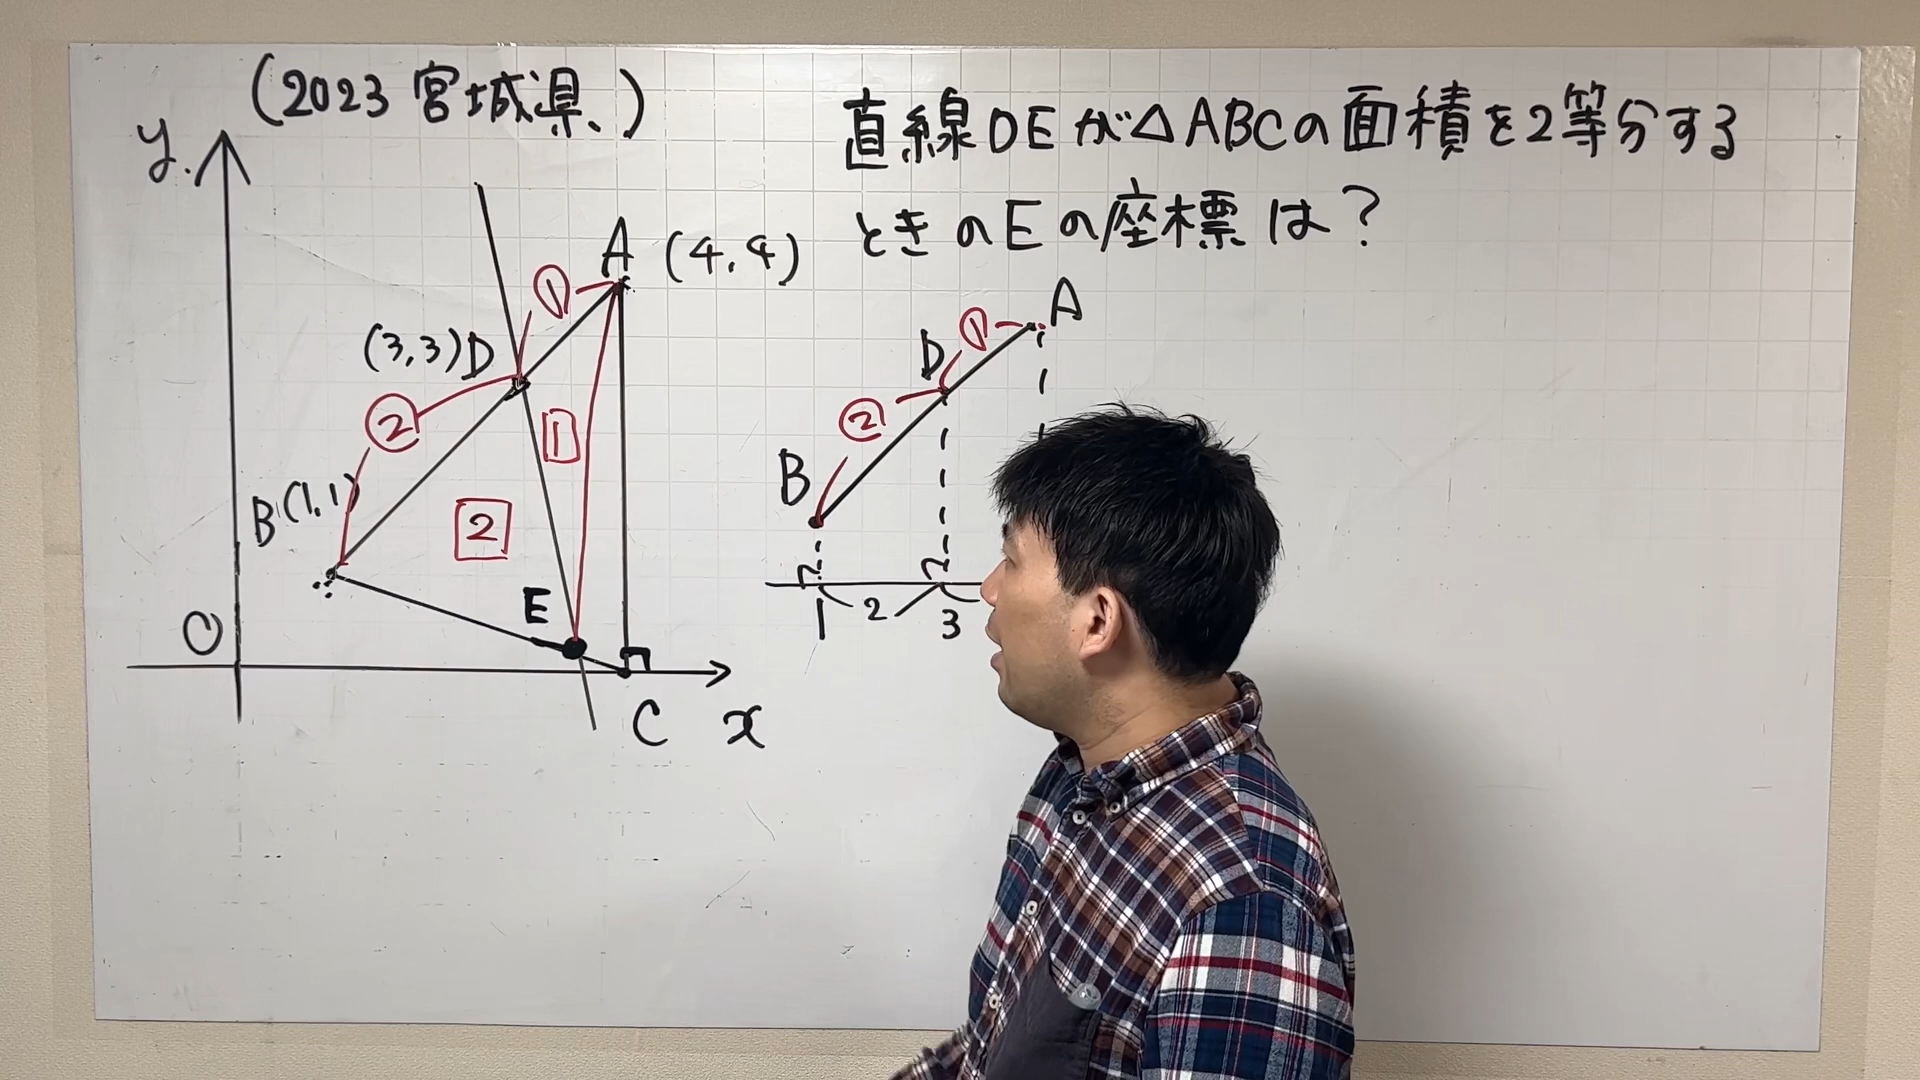 (2023 宮城県)
直線DEが△ABCの面積を2等分する
ときのEの座標は?
y
A (4,4)
①
(3,3)D
②
1
B(1,1)
2
E
O
C
x
A
①
D
②
B
2
1
3